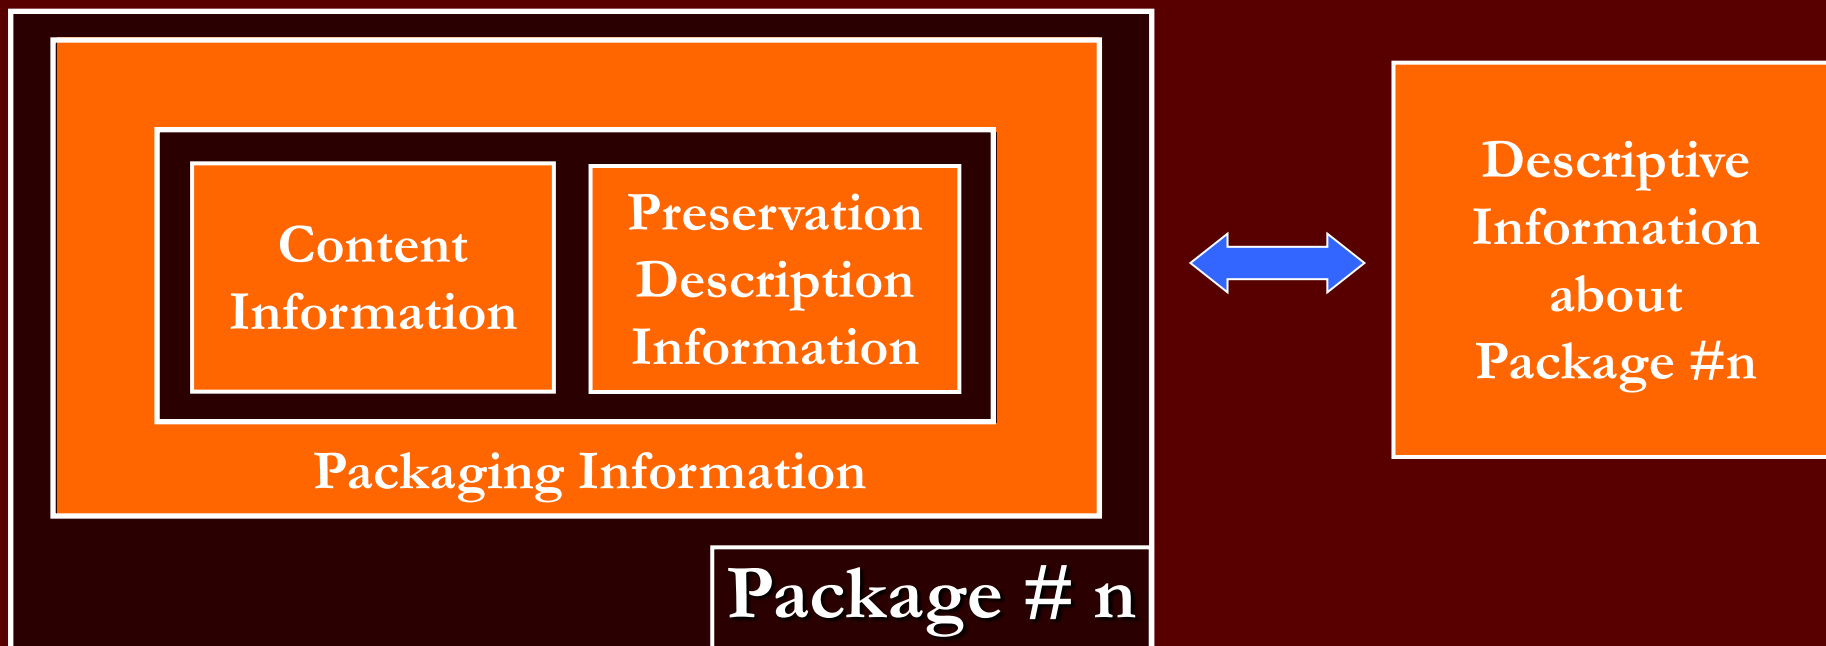 Content
Information
Preservation
Description
Information
Packaging Information
Package # n
Descriptive
Information
about
Package #n